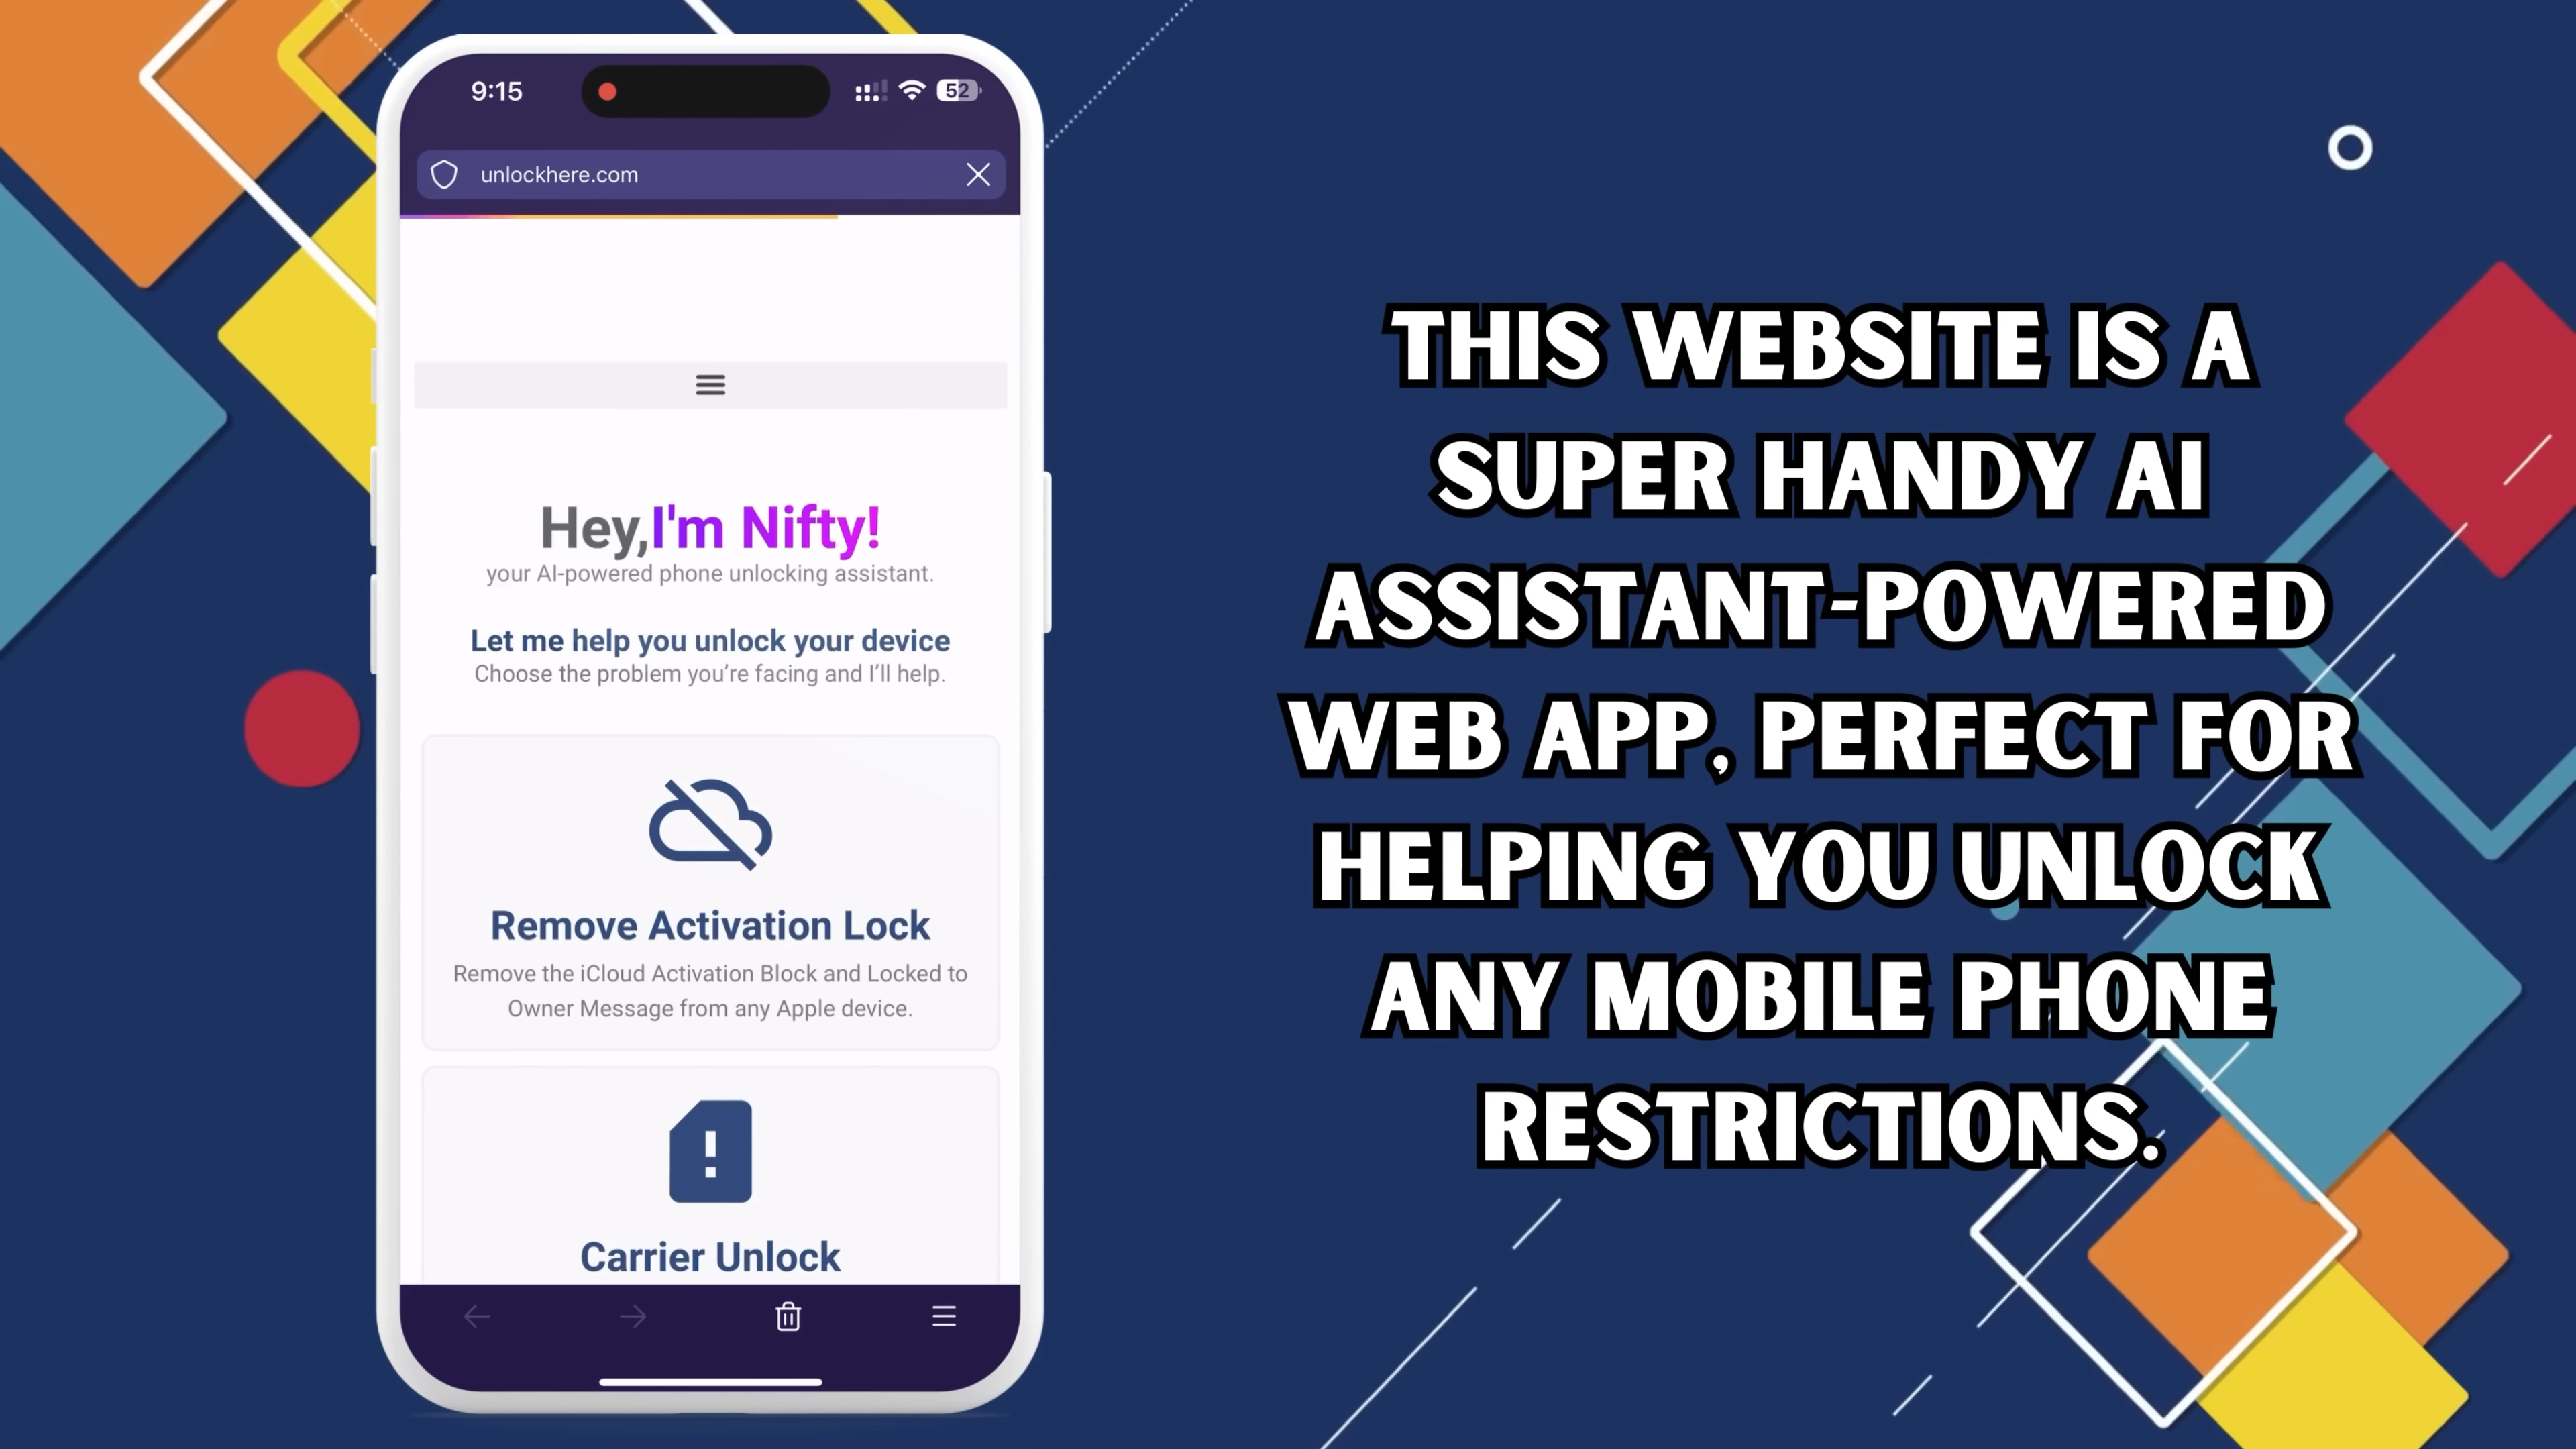 9:15
52
unlockhere.com
Hey,I'm Nifty!
your AI-powered phone unlocking assistant.
Let me help you unlock your device
Choose the problem you’re facing and I’ll help.
Remove Activation Lock
Remove the iCloud Activation Block and Locked to
Owner Message from any Apple device.
Carrier Unlock
THIS WEBSITE IS A
SUPER HANDY AI
ASSISTANT-POWERED
WEB APP, PERFECT FOR
HELPING YOU UNLOCK
ANY MOBILE PHONE
RESTRICTIONS.